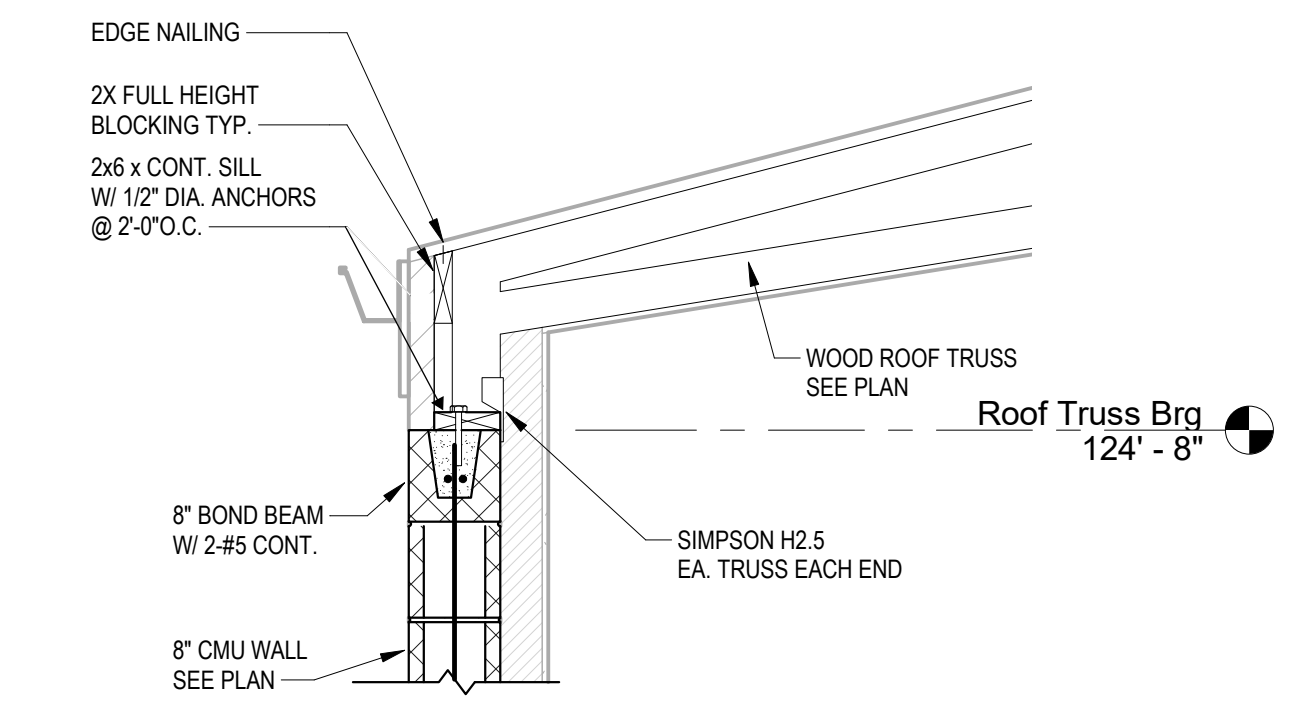 EDGE NAILING
2X FULL HEIGHT
BLOCKING TYP.
2x6 x CONT. SILL
W/ 1/2" DIA. ANCHORS
@ 2'-0"O.C.
WOOD ROOF TRUSS
SEE PLAN
Roof Truss Brg
124' - 8"
8" BOND BEAM
W/ 2-#5 CONT.
SIMPSON H2.5
EA. TRUSS EACH END
8" CMU WALL
SEE PLAN